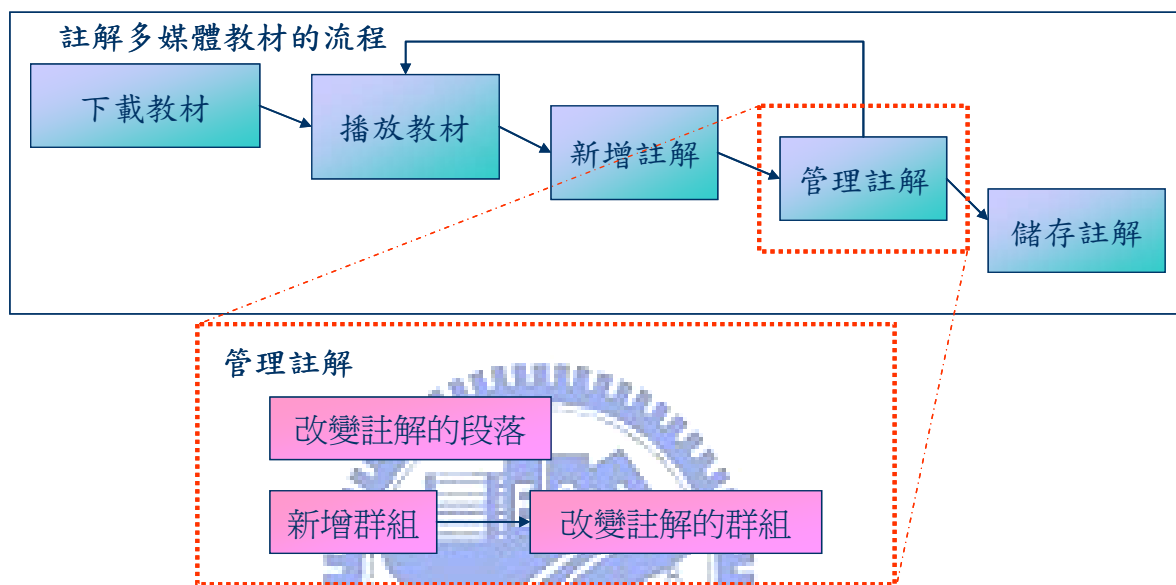 註解多媒體教材的流程
下載教材
播放教材
新增註解
管理註解
儲存註解
管理註解
改變註解的段落
新增群組
改變註解的群組